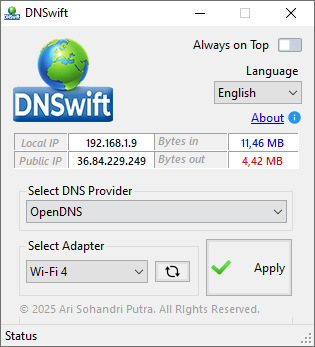 DNSwift
Always on Top
Language
English
DNSwift
About
Local IP 192.168.1.9 Bytes in 11,46 MB
Public IP 36.84.229.249 Bytes out 4,42 MB
Select DNS Provider
OpenDNS
Select Adapter
Wi-Fi 4
Apply
© 2025 Ari Sohandri Putra. All RIghts Reserved.
Status